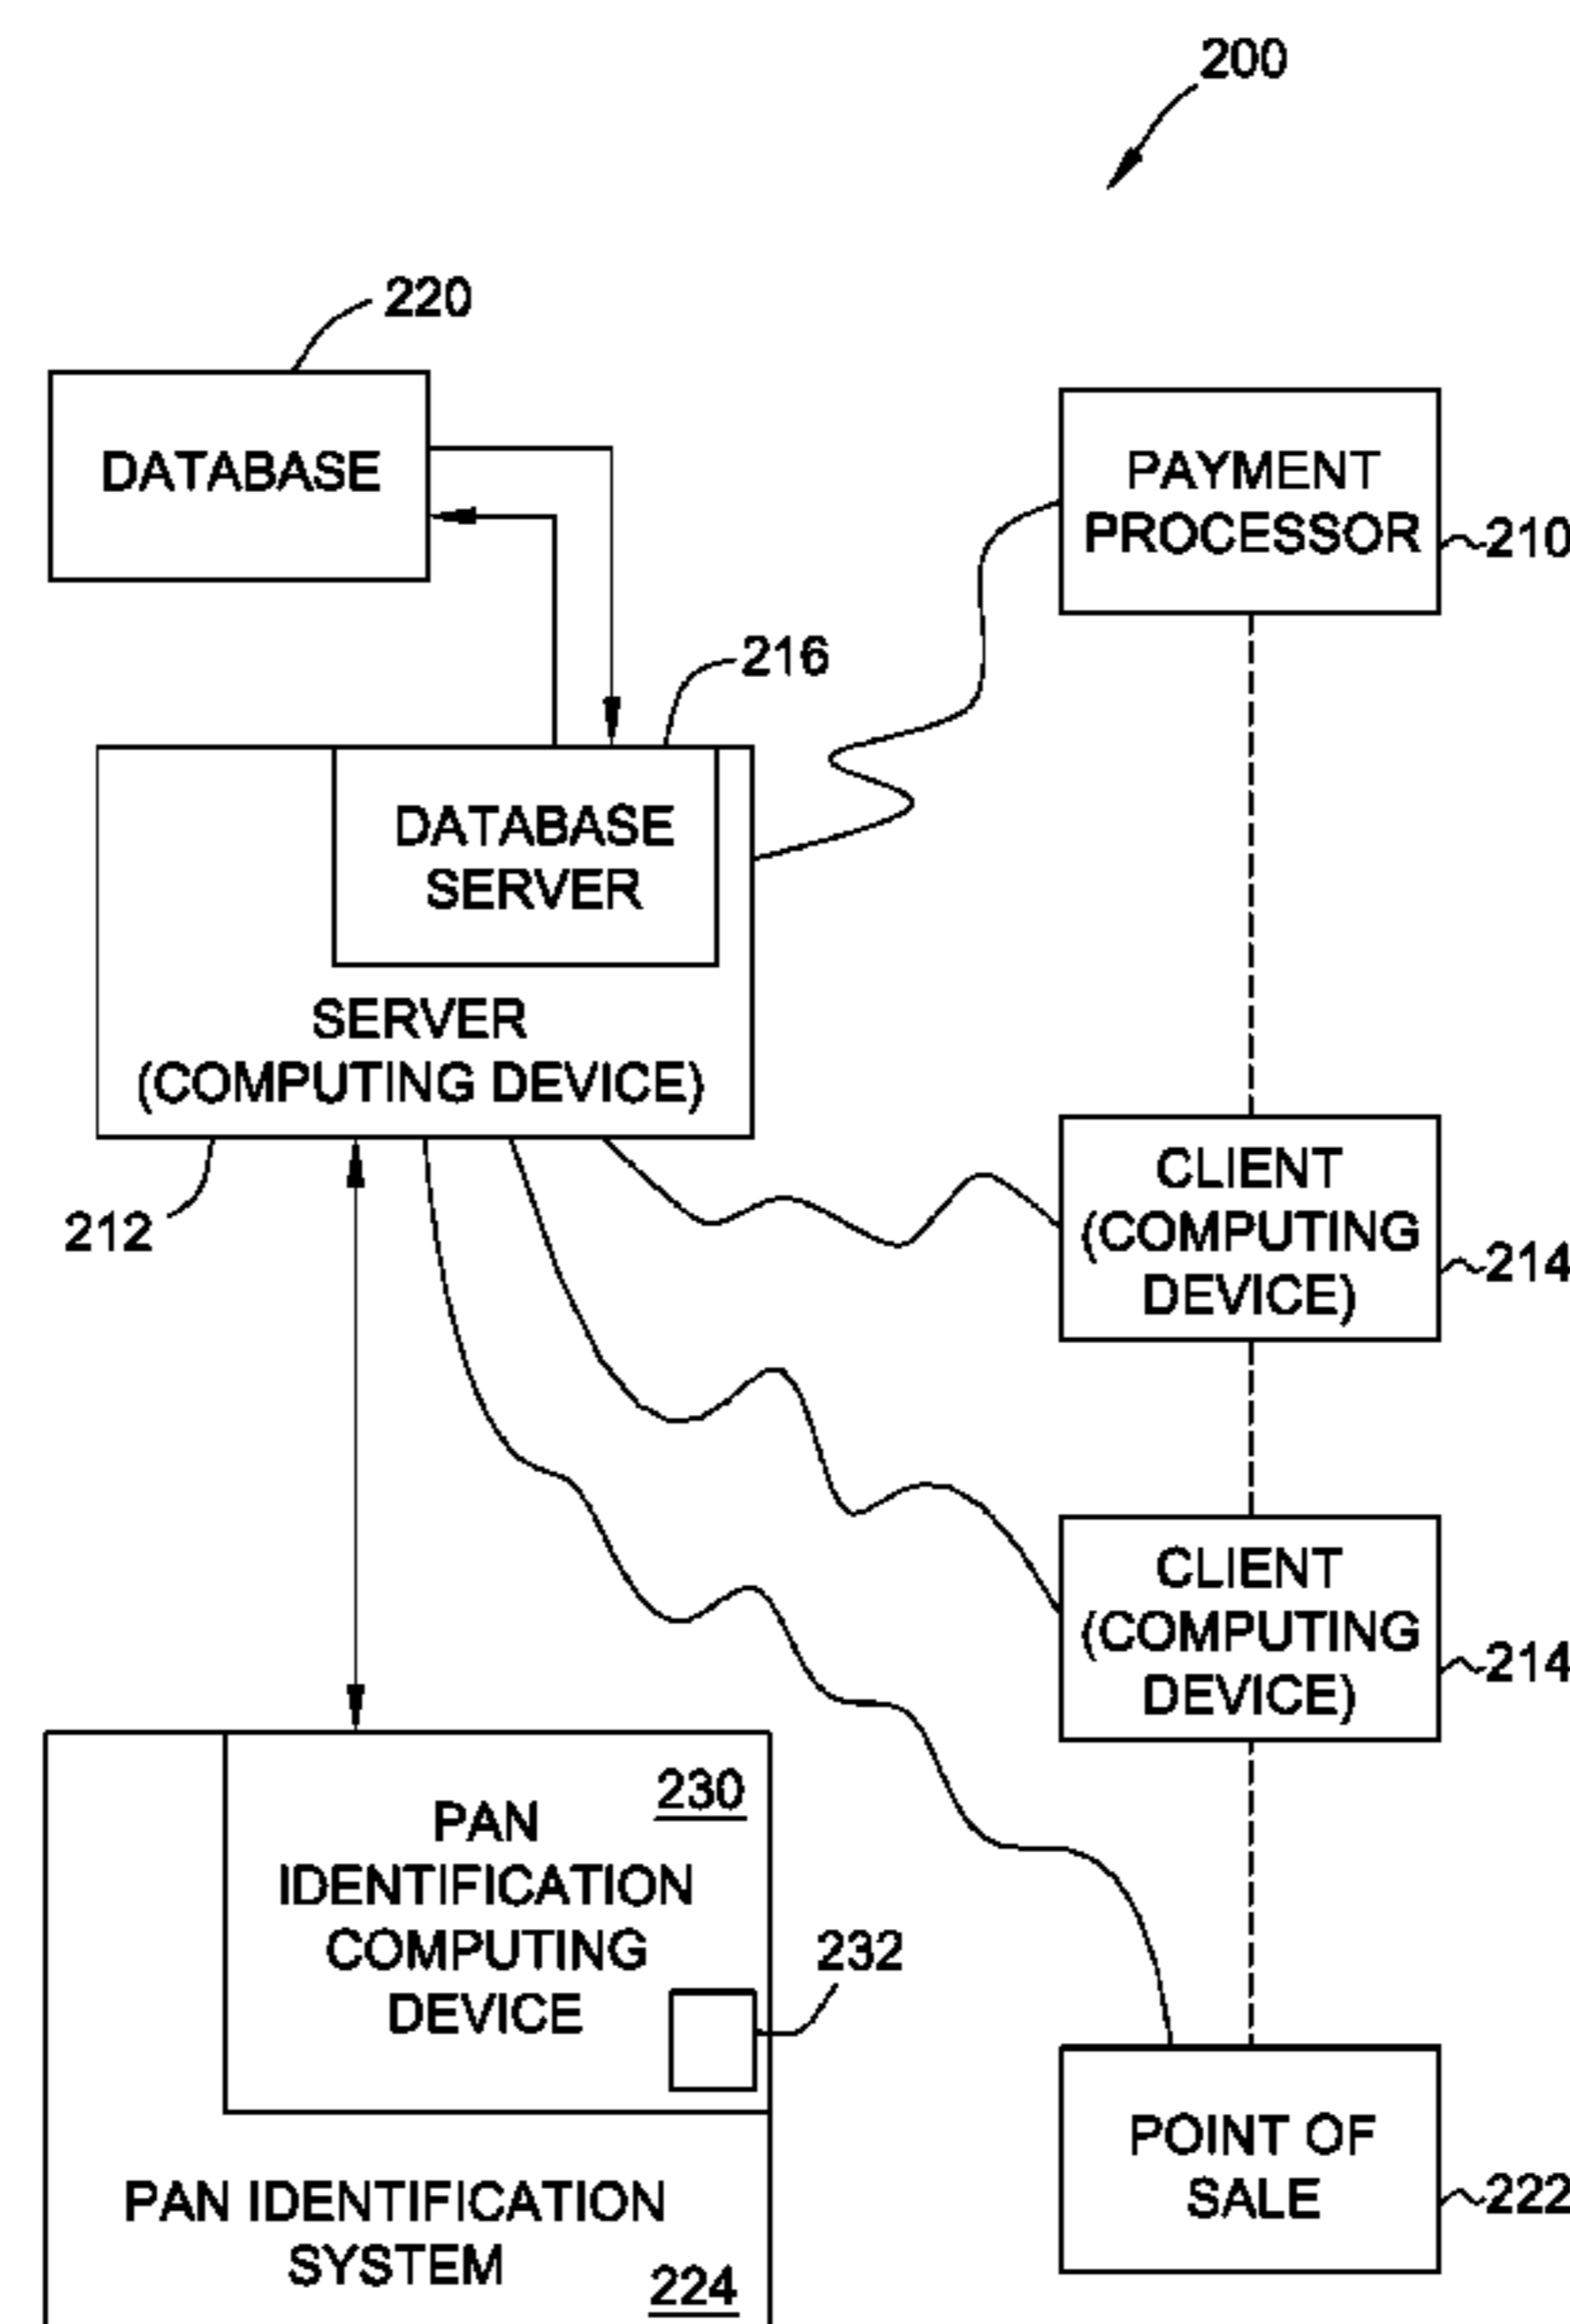 200
220
DATABASE
PAYMENT
PROCESSOR
210
216
DATABASE
SERVER
SERVER
(COMPUTING DEVICE)
212
CLIENT
(COMPUTING
DEVICE)
214
CLIENT
(COMPUTING
DEVICE)
214
230
PAN
IDENTIFICATION
COMPUTING
DEVICE
232
PAN IDENTIFICATION
SYSTEM
224
POINT OF
SALE
222